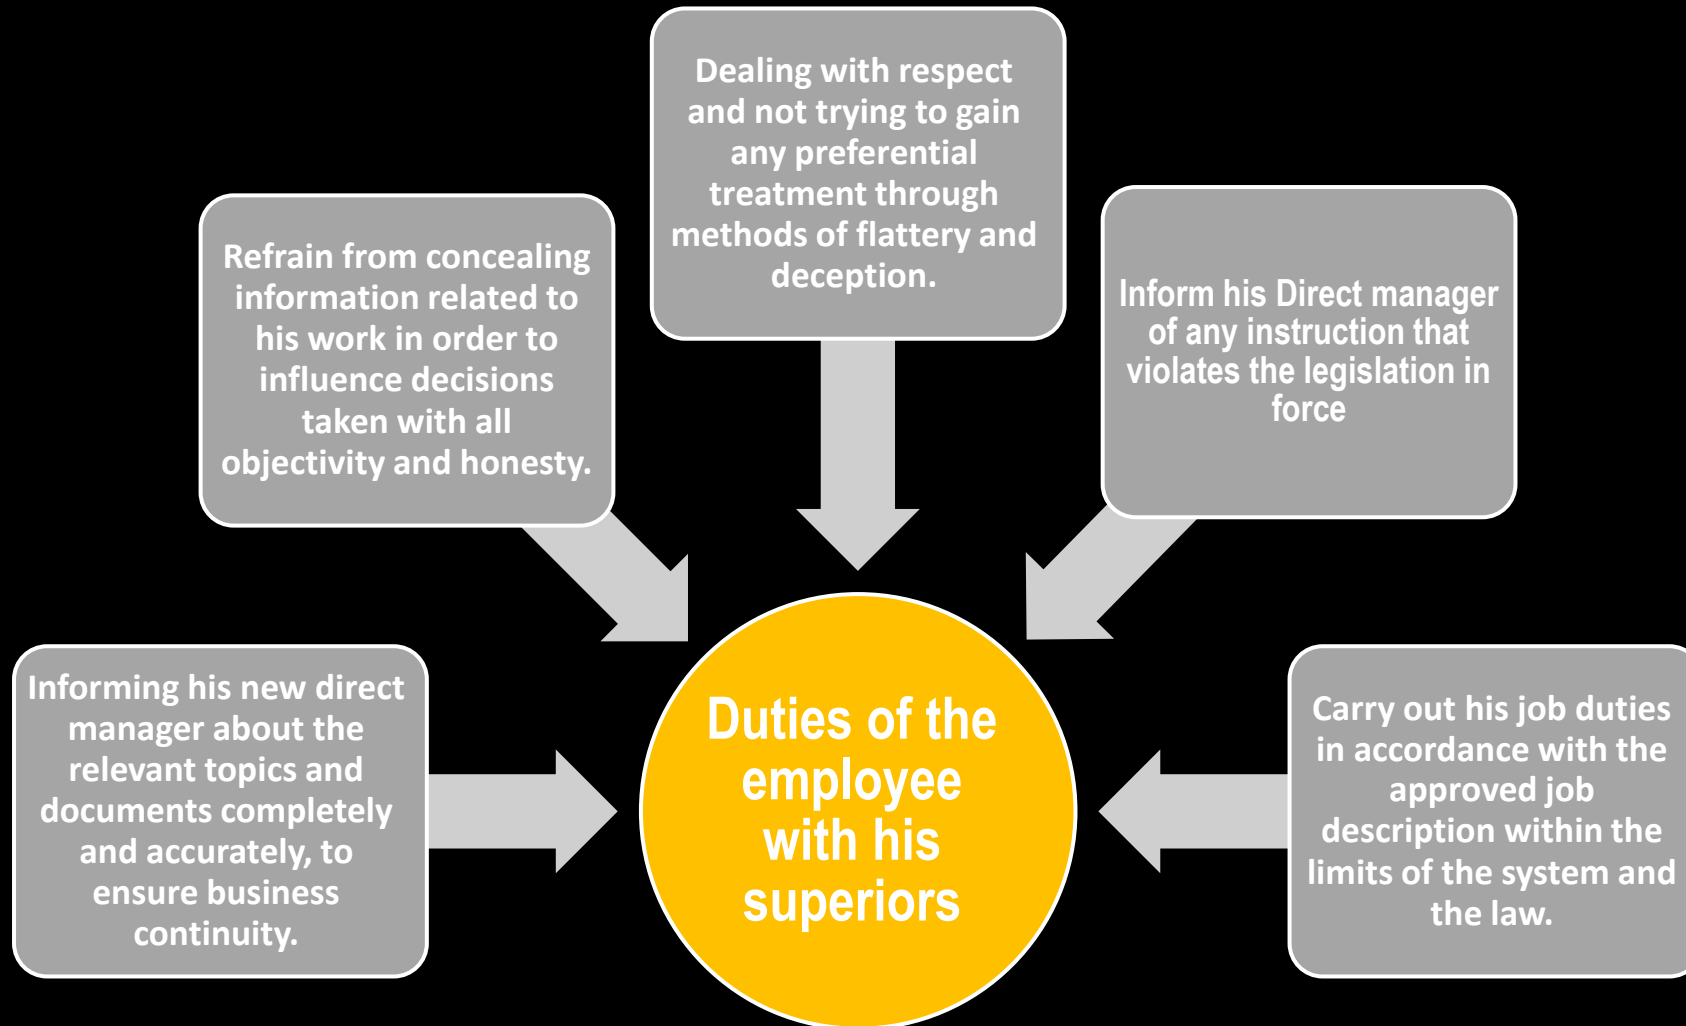 Dealing with respect
and not trying to gain
any preferential
treatment through
methods of flattery and
deception.
Refrain from concealing
information related to
his work in order to
influence decisions
taken with all
objectivity and honesty.
Inform his Direct manager
of any instruction that
violates the legislation in
force
Informing his new direct
manager about the
relevant topics and
documents completely
and accurately, to
ensure business
continuity.
Duties of the
employee
with his
superiors
Carry out his job duties
in accordance with the
approved job
description within the
limits of the system and
the law.